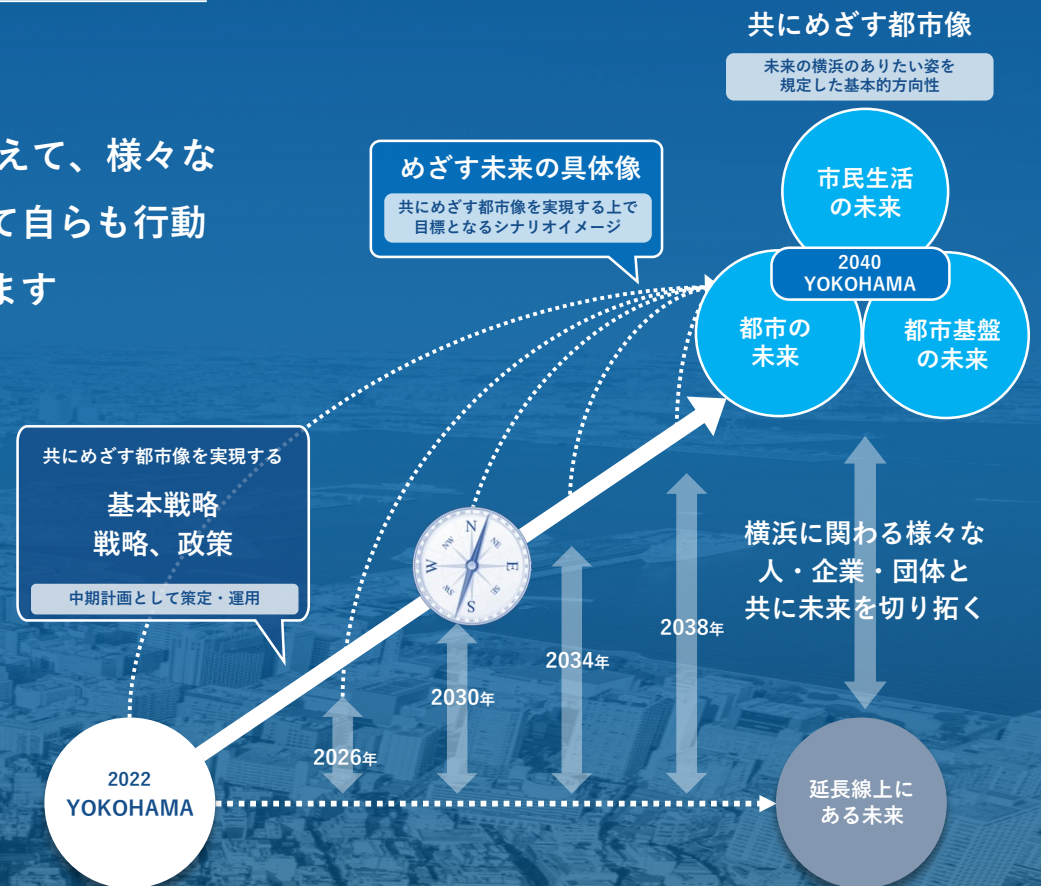 えて、様々な
て自らも行動
ます
共にめざす都市像
未来の横浜のありたい姿を
規定した基本的方向性
市民生活
の未来
2040
YOKOHAMA
都市の
未来
都市基盤
の未来
めざす未来の具体像
共にめざす都市像を実現する上で
目標となるシナリオイメージ
共にめざす都市像を実現する
基本戦略
戦略、政策
中期計画として策定・運用
N
NE
E
SE
S
SW
W
NW
横浜に関わる様々な
人・企業・団体と
共に未来を切り拓く
2026年
2030年
2034年
2038年
2022
YOKOHAMA
延長線上に
ある未来